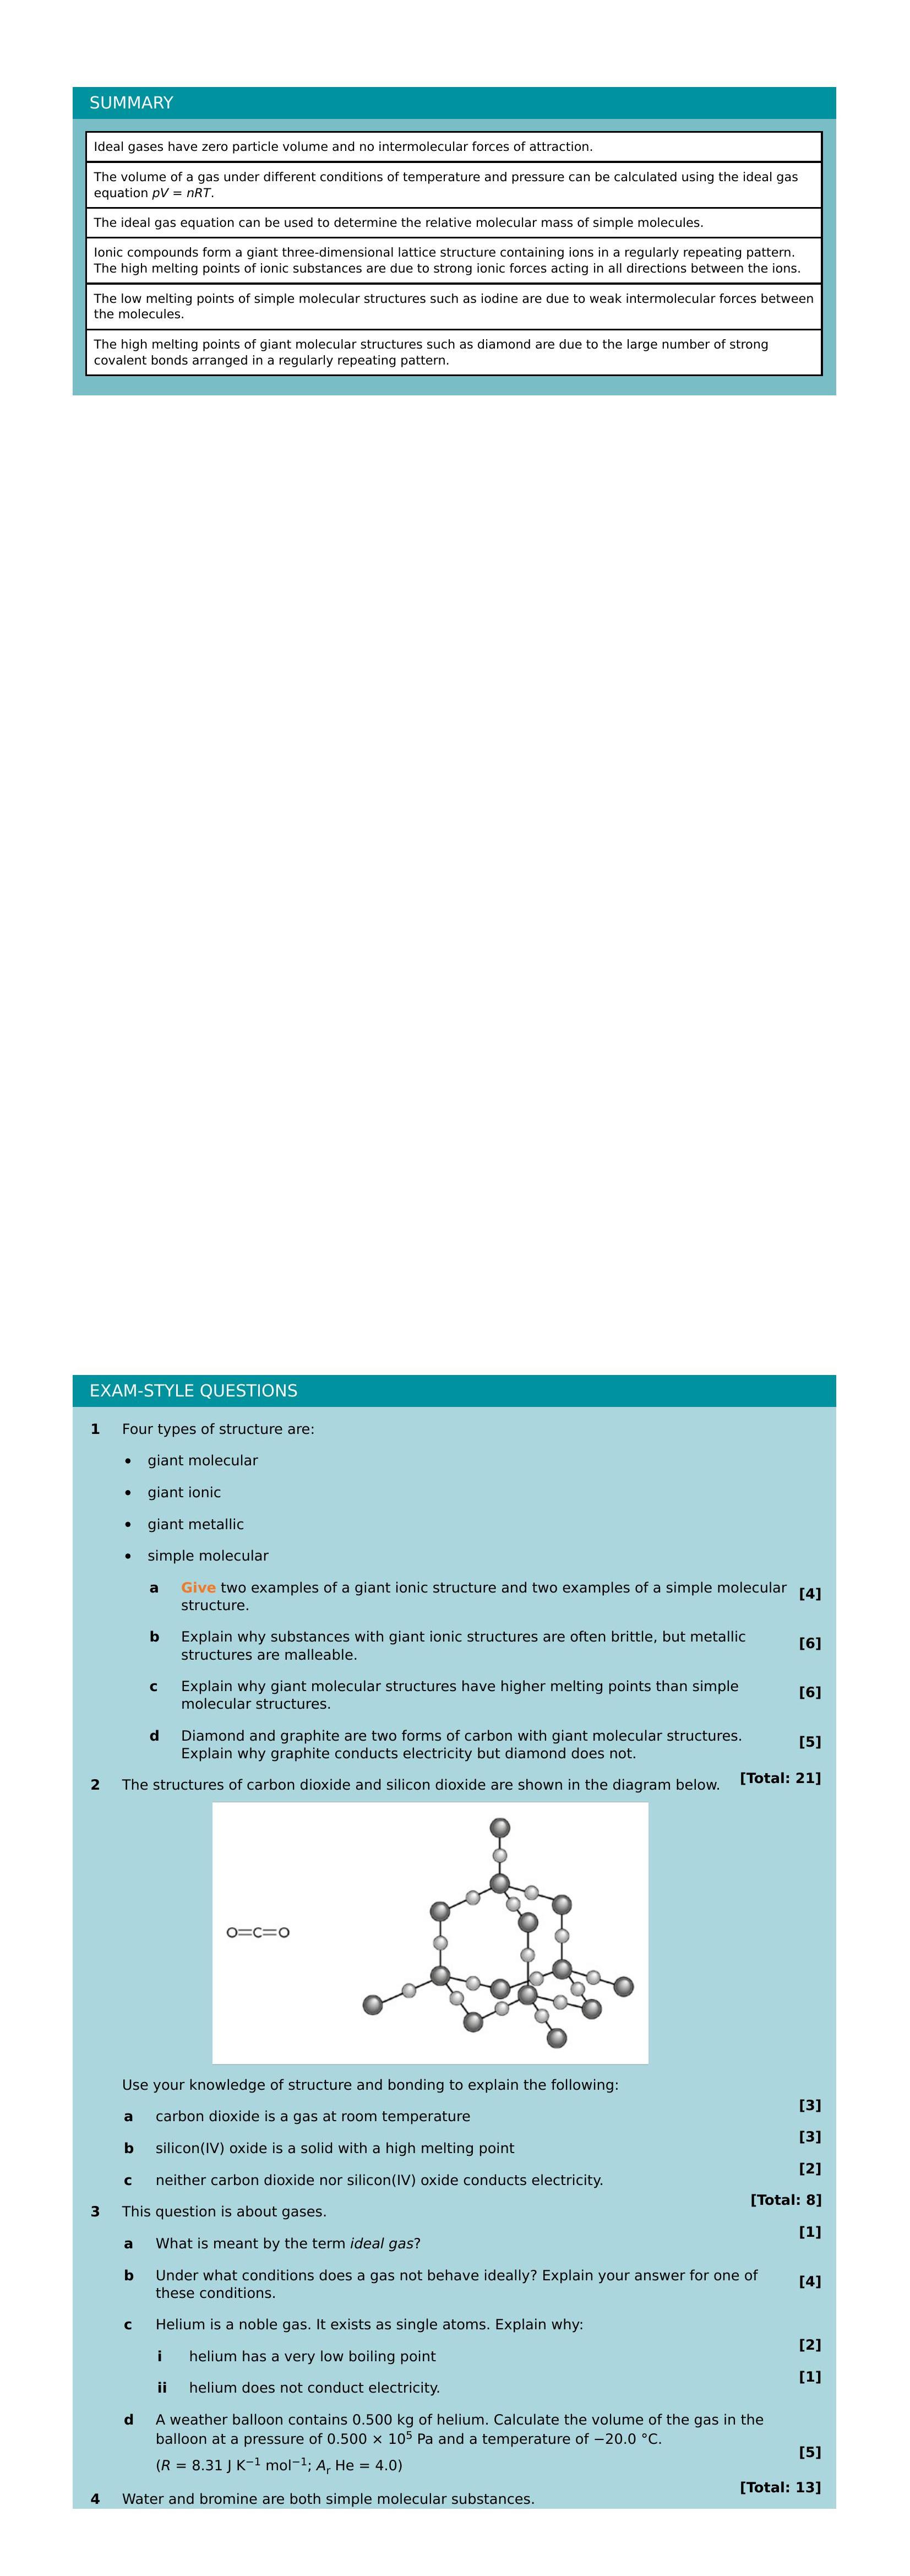 SUMMARY
Ideal gases have zero particle volume and no intermolecular forces of attraction.
The volume of a gas under different conditions of temperature and pressure can be calculated using the ideal gas
equation pV = nRT.
The ideal gas equation can be used to determine the relative molecular mass of simple molecules.
Ionic compounds form a giant three-dimensional lattice structure containing ions in a regularly repeating pattern.
The high melting points of ionic substances are due to strong ionic forces acting in all directions between the ions.
The low melting points of simple molecular structures such as iodine are due to weak intermolecular forces between
the molecules.
The high melting points of giant molecular structures such as diamond are due to the large number of strong
covalent bonds arranged in a regularly repeating pattern.
EXAM-STYLE QUESTIONS
1 Four types of structure are:
• giant molecular
• giant ionic
• giant metallic
• simple molecular
a Give two examples of a giant ionic structure and two examples of a simple molecular [4]
structure.
b Explain why substances with giant ionic structures are often brittle, but metallic [6]
structures are malleable.
c Explain why giant molecular structures have higher melting points than simple [6]
molecular structures.
d Diamond and graphite are two forms of carbon with giant molecular structures. [5]
Explain why graphite conducts electricity but diamond does not.
[Total: 21]
2 The structures of carbon dioxide and silicon dioxide are shown in the diagram below.
O=C=O
Use your knowledge of structure and bonding to explain the following:
[3]
a carbon dioxide is a gas at room temperature
[3]
b silicon(IV) oxide is a solid with a high melting point
[2]
c neither carbon dioxide nor silicon(IV) oxide conducts electricity.
[Total: 8]
3 This question is about gases.
[1]
a What is meant by the term ideal gas?
b Under what conditions does a gas not behave ideally? Explain your answer for one of [4]
these conditions.
c Helium is a noble gas. It exists as single atoms. Explain why:
[2]
i helium has a very low boiling point
[1]
ii helium does not conduct electricity.
d A weather balloon contains 0.500 kg of helium. Calculate the volume of the gas in the
balloon at a pressure of 0.500 × 10⁵ Pa and a temperature of −20.0 °C.
[5]
(R = 8.31 J K⁻¹ mol⁻¹; Aᵣ He = 4.0)
[Total: 13]
4 Water and bromine are both simple molecular substances.